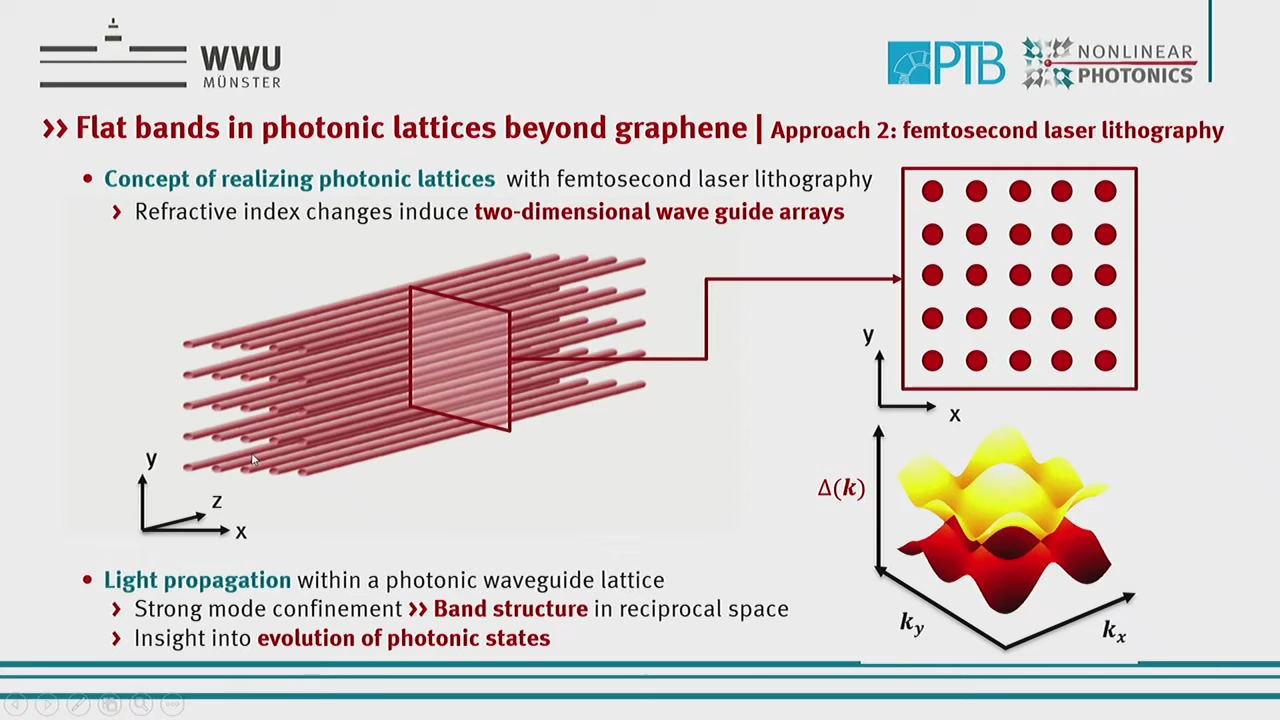 WWU
MÜNSTER
PTB
NONLINEAR
PHOTONICS
›› Flat bands in photonic lattices beyond graphene | Approach 2: femtosecond laser lithography
• Concept of realizing photonic lattices with femtosecond laser lithography
› Refractive index changes induce two-dimensional wave guide arrays
y
z
x
y
x
Δ(k)
k_y
k_x
• Light propagation within a photonic waveguide lattice
› Strong mode confinement ›› Band structure in reciprocal space
› Insight into evolution of photonic states